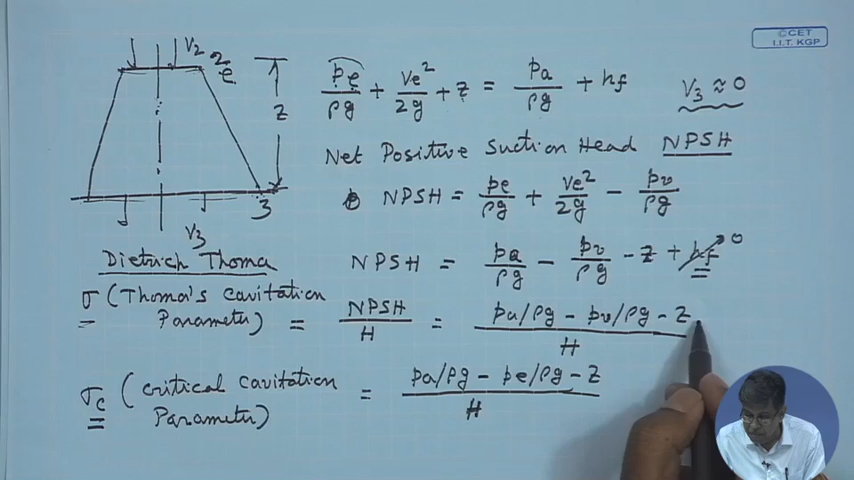 ©CET
I.I.T. KGP
V₂
2
e
z
3
V₃
pe/ρg + Ve²/2g + z = pa/ρg + hf
V₃ ≈ 0
Net Positive Suction Head NPSH
NPSH = pe/ρg + Ve²/2g − pv/ρg
Dietrich Thoma
NPSH = pa/ρg − pv/ρg − z + hf 0
σ (Thoma's cavitation
Parameter) = NPSH/H = pa/ρg − pv/ρg − z / H
σc (critical cavitation
Parameter) = pa/ρg − pe/ρg − z / H